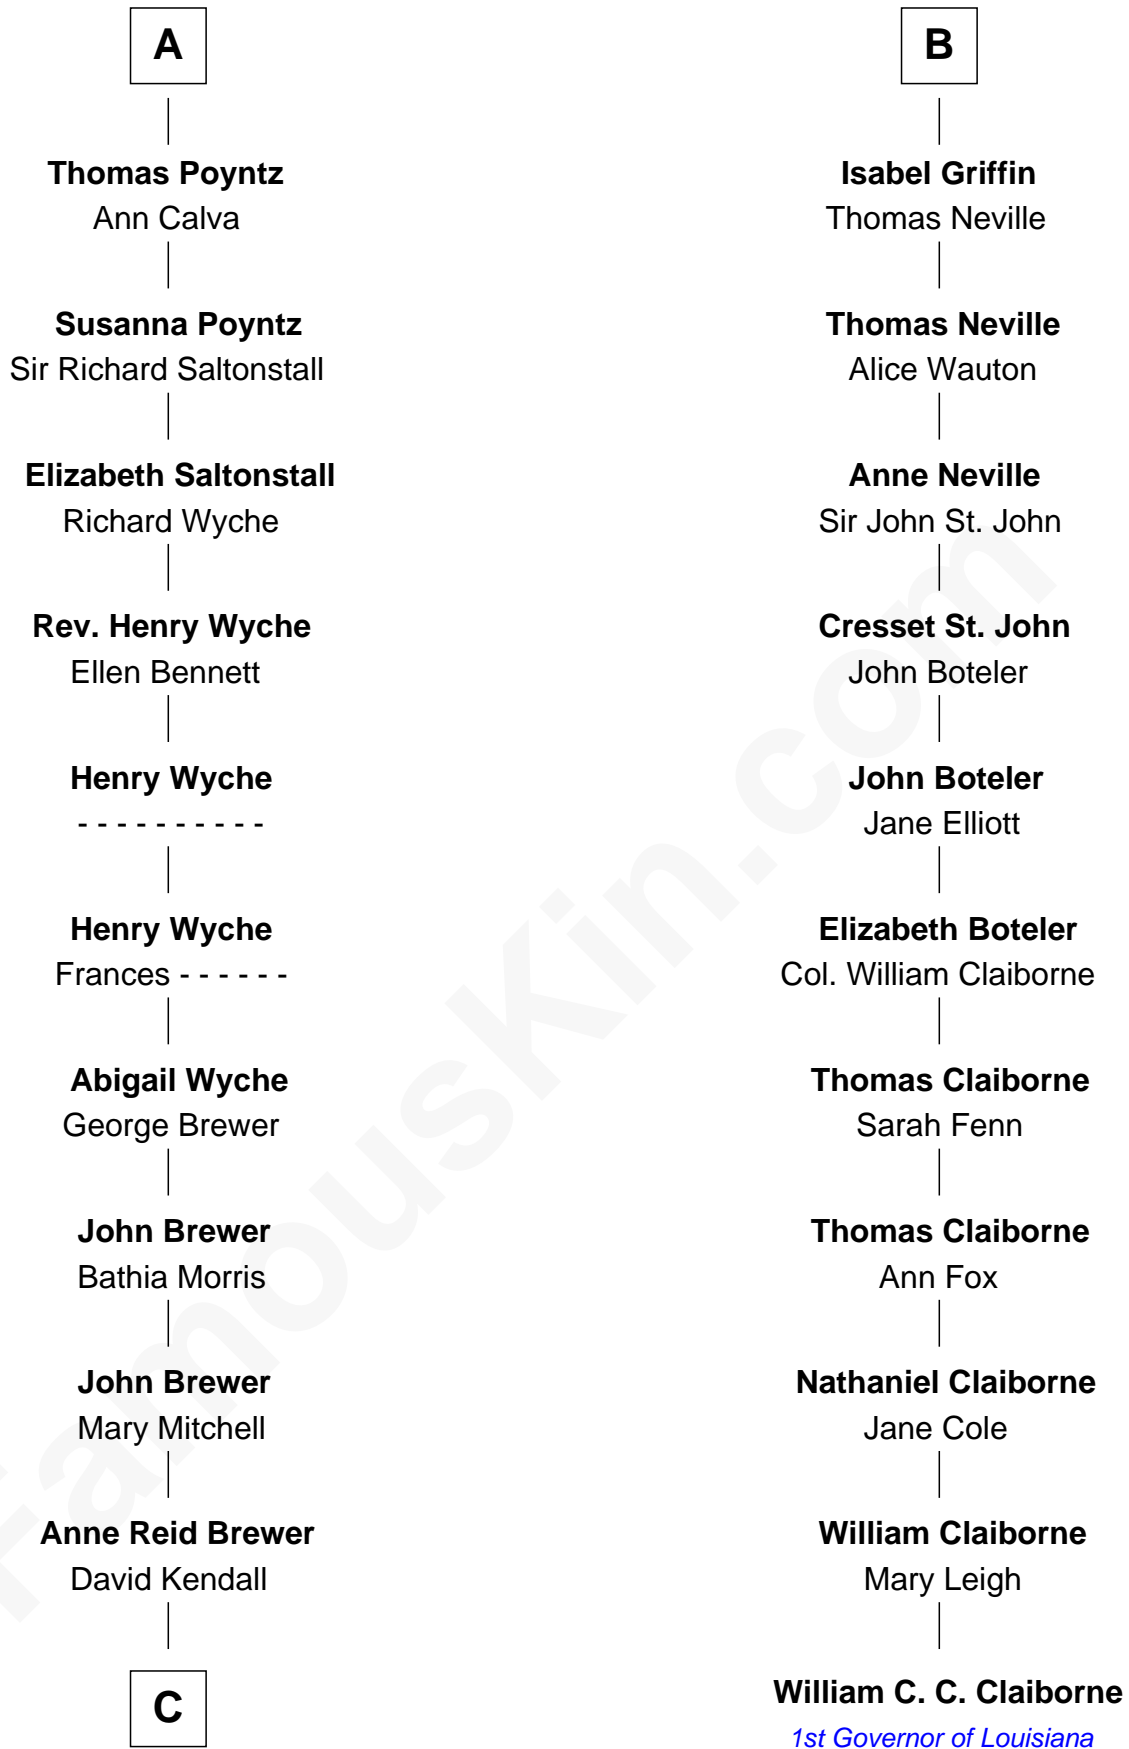 A
Thomas Poyntz
Ann Calva
Susanna Poyntz
Sir Richard Saltonstall
Elizabeth Saltonstall
Richard Wyche
Rev. Henry Wyche
Ellen Bennett
Henry Wyche
- - - - - - - - - -
Henry Wyche
Frances - - - - - -
Abigail Wyche
George Brewer
John Brewer
Bathia Morris
John Brewer
Mary Mitchell
Anne Reid Brewer
David Kendall
C
B
Isabel Griffin
Thomas Neville
Thomas Neville
Alice Wauton
Anne Neville
Sir John St. John
Cresset St. John
John Boteler
John Boteler
Jane Elliott
Elizabeth Boteler
Col. William Claiborne
Thomas Claiborne
Sarah Fenn
Thomas Claiborne
Ann Fox
Nathaniel Claiborne
Jane Cole
William Claiborne
Mary Leigh
William C. C. Claiborne
1st Governor of Louisiana
FamousKin.com